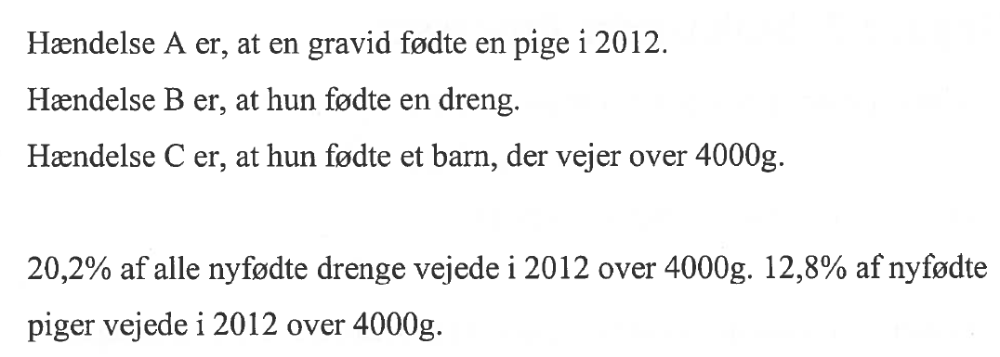 Hændelse A er, at en gravid fødte en pige i 2012.
Hændelse B er, at hun fødte en dreng.
Hændelse C er, at hun fødte et barn, der vejer over 4000g.
20,2% af alle nyfødte drenge vejede i 2012 over 4000g. 12,8% af nyfødte
piger vejede i 2012 over 4000g.